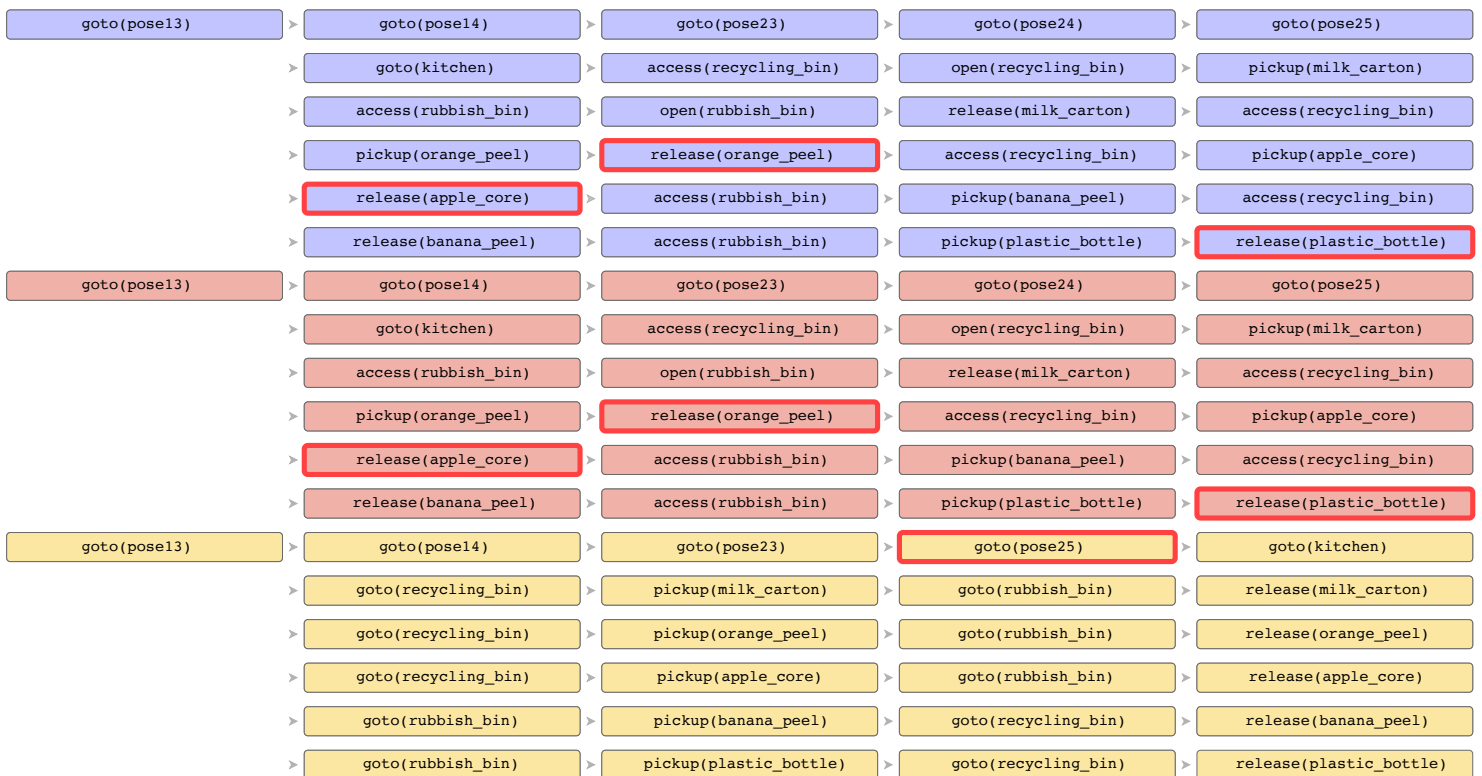 goto(pose13) goto(pose14) goto(pose23) goto(pose24) goto(pose25)
goto(kitchen) access(recycling_bin) open(recycling_bin) pickup(milk_carton)
access(rubbish_bin) open(rubbish_bin) release(milk_carton) access(recycling_bin)
pickup(orange_peel) release(orange_peel) access(recycling_bin) pickup(apple_core)
release(apple_core) access(rubbish_bin) pickup(banana_peel) access(recycling_bin)
release(banana_peel) access(rubbish_bin) pickup(plastic_bottle) release(plastic_bottle)
goto(pose13) goto(pose14) goto(pose23) goto(pose24) goto(pose25)
goto(kitchen) access(recycling_bin) open(recycling_bin) pickup(milk_carton)
access(rubbish_bin) open(rubbish_bin) release(milk_carton) access(recycling_bin)
pickup(orange_peel) release(orange_peel) access(recycling_bin) pickup(apple_core)
release(apple_core) access(rubbish_bin) pickup(banana_peel) access(recycling_bin)
release(banana_peel) access(rubbish_bin) pickup(plastic_bottle) release(plastic_bottle)
goto(pose13) goto(pose14) goto(pose23) goto(pose25) goto(kitchen)
goto(recycling_bin) pickup(milk_carton) goto(rubbish_bin) release(milk_carton)
goto(recycling_bin) pickup(orange_peel) goto(rubbish_bin) release(orange_peel)
goto(recycling_bin) pickup(apple_core) goto(rubbish_bin) release(apple_core)
goto(rubbish_bin) pickup(banana_peel) goto(recycling_bin) release(banana_peel)
goto(rubbish_bin) pickup(plastic_bottle) goto(recycling_bin) release(plastic_bottle)